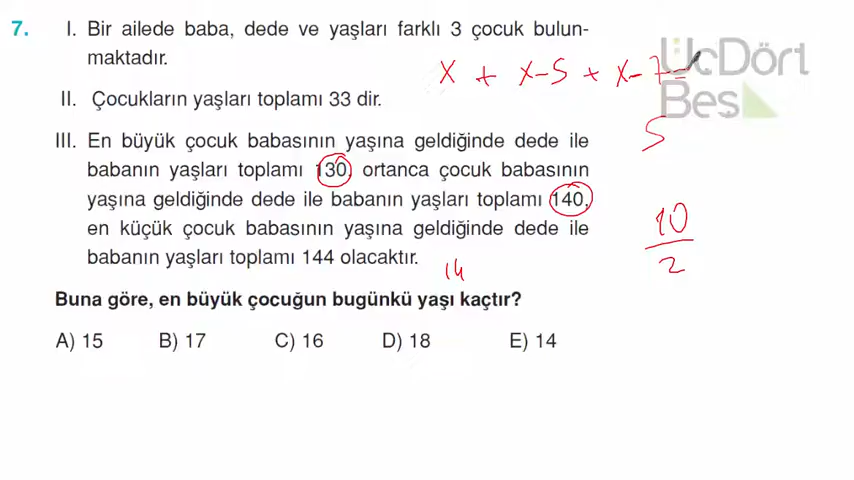 7. I. Bir ailede baba, dede ve yaşları farklı 3 çocuk bulun-
maktadır.
x + x-5 + x-7=
ÜçDört
Beş
II. Çocukların yaşları toplamı 33 dir.
5
III. En büyük çocuk babasının yaşına geldiğinde dede ile
babanın yaşları toplamı 130, ortanca çocuk babasının
yaşına geldiğinde dede ile babanın yaşları toplamı 140,
en küçük çocuk babasının yaşına geldiğinde dede ile
babanın yaşları toplamı 144 olacaktır.
10
2
14
Buna göre, en büyük çocuğun bugünkü yaşı kaçtır?
A) 15 B) 17 C) 16 D) 18 E) 14